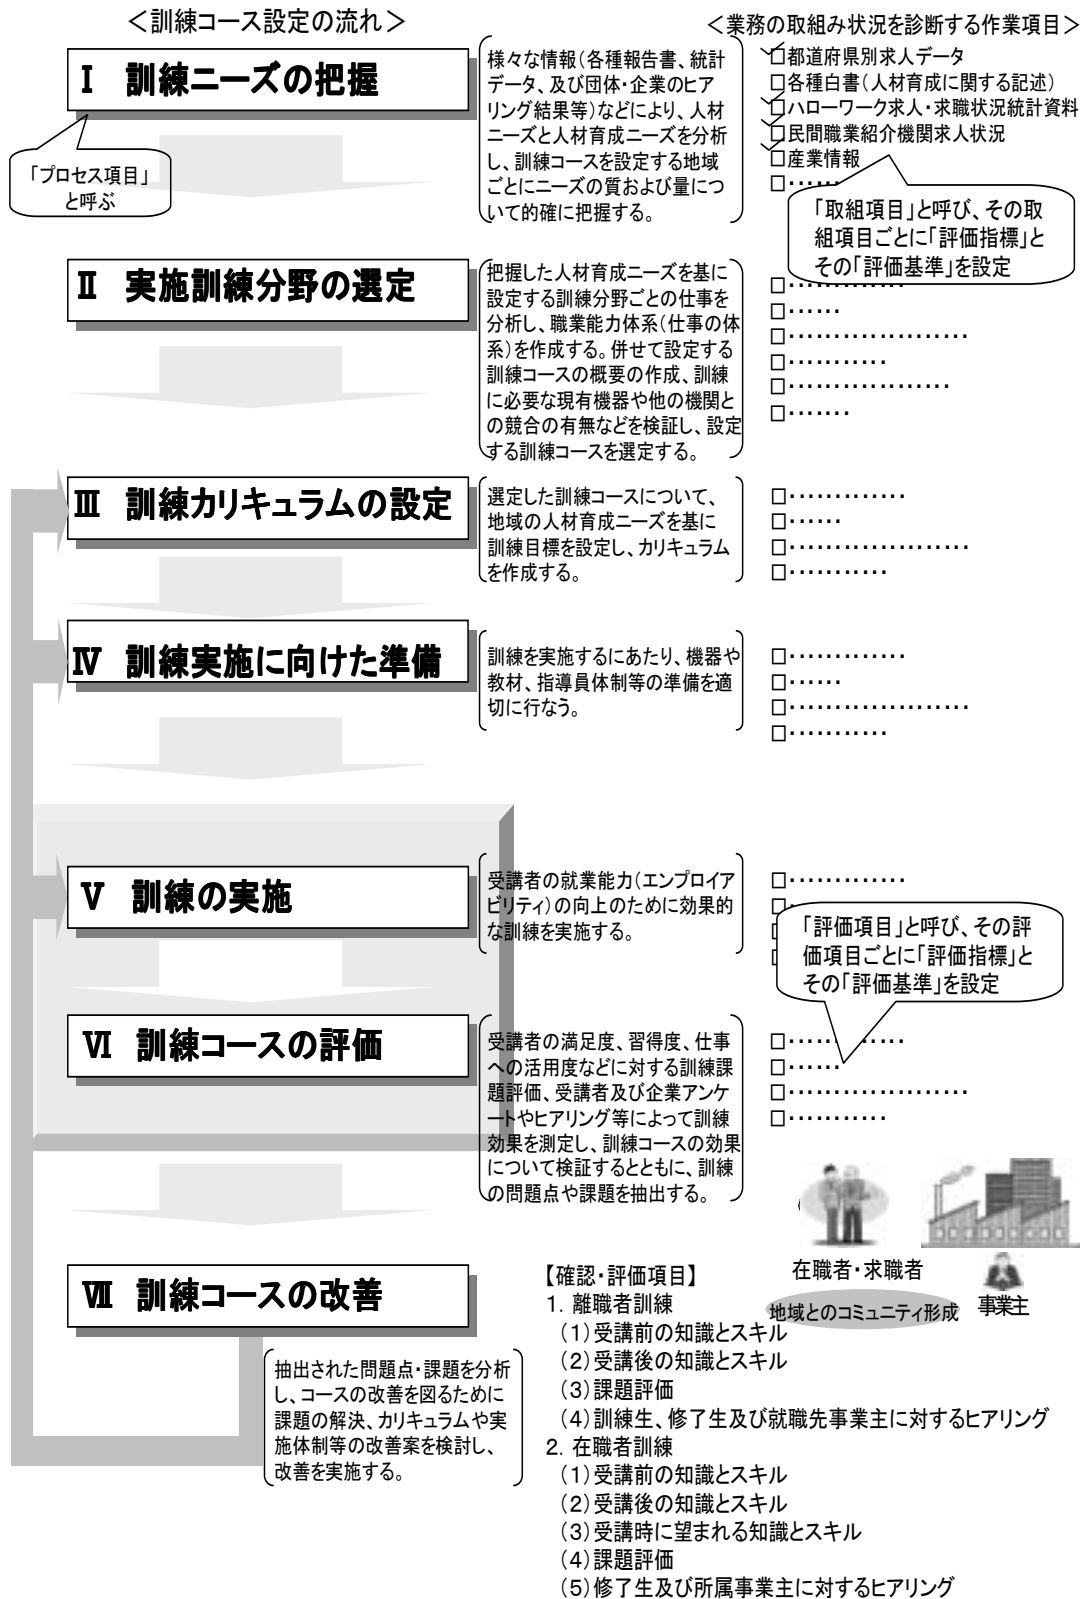 ＜訓練コース設定の流れ＞
＜業務の取組み状況を診断する作業項目＞
Ⅰ 訓練ニーズの把握
「プロセス項目」
と呼ぶ
様々な情報（各種報告書、統計
データ、及び団体・企業のヒア
リング結果等）などにより、人材
ニーズと人材育成ニーズを分析
し、訓練コースを設定する地域
ごとにニーズの質および量につ
いて的確に把握する。
□都道府県別求人データ
□各種白書（人材育成に関する記述）
□ハローワーク求人・求職状況統計資料
□民間職業紹介機関求人状況
□産業情報
□‥‥‥
「取組項目」と呼び、その取
組項目ごとに「評価指標」と
その「評価基準」を設定
Ⅱ 実施訓練分野の選定
把握した人材育成ニーズを基に
設定する訓練分野ごとの仕事を
分析し、職業能力体系（仕事の体
系）を作成する。併せて設定する
訓練コースの概要の作成、訓練
に必要な現有機器や他の機関と
の競合の有無などを検証し、設定
する訓練コースを選定する。
□‥‥‥‥‥‥‥
□‥‥‥
□‥‥‥‥‥‥‥‥‥‥
□‥‥‥‥‥‥
□‥‥‥‥‥‥‥‥‥
□‥‥‥‥
Ⅲ 訓練カリキュラムの設定
選定した訓練コースについて、
地域の人材育成ニーズを基に
訓練目標を設定し、カリキュラム
を作成する。
□‥‥‥‥‥‥‥
□‥‥‥
□‥‥‥‥‥‥‥‥‥‥
□‥‥‥‥‥‥
Ⅳ 訓練実施に向けた準備
訓練を実施するにあたり、機器や
教材、指導員体制等の準備を適
切に行なう。
□‥‥‥‥‥‥‥
□‥‥‥
□‥‥‥‥‥‥‥‥‥‥
□‥‥‥‥‥‥
Ⅴ 訓練の実施
受講者の就業能力（エンプロイア
ビリティ）の向上のために効果的
な訓練を実施する。
□‥‥‥‥‥‥‥
「評価項目」と呼び、その評
価項目ごとに「評価指標」と
その「評価基準」を設定
Ⅵ 訓練コースの評価
受講者の満足度、習得度、仕事
への活用度などに対する訓練課
題評価、受講者及び企業アンケ
ートやヒアリング等によって訓練
効果を測定し、訓練コースの効果
について検証するとともに、訓練
の問題点や課題を抽出する。
□‥‥‥‥‥‥‥
□‥‥‥
□‥‥‥‥‥‥‥‥‥‥
□‥‥‥‥‥‥
在職者・求職者
事業主
地域とのコミュニティ形成
Ⅶ 訓練コースの改善
抽出された問題点・課題を分析
し、コースの改善を図るために
課題の解決、カリキュラムや実
施体制等の改善案を検討し、
改善を実施する。
【確認・評価項目】
1．離職者訓練
（1）受講前の知識とスキル
（2）受講後の知識とスキル
（3）課題評価
（4）訓練生、修了生及び就職先事業主に対するヒアリング
2．在職者訓練
（1）受講前の知識とスキル
（2）受講後の知識とスキル
（3）受講時に望まれる知識とスキル
（4）課題評価
（5）修了生及び所属事業主に対するヒアリング